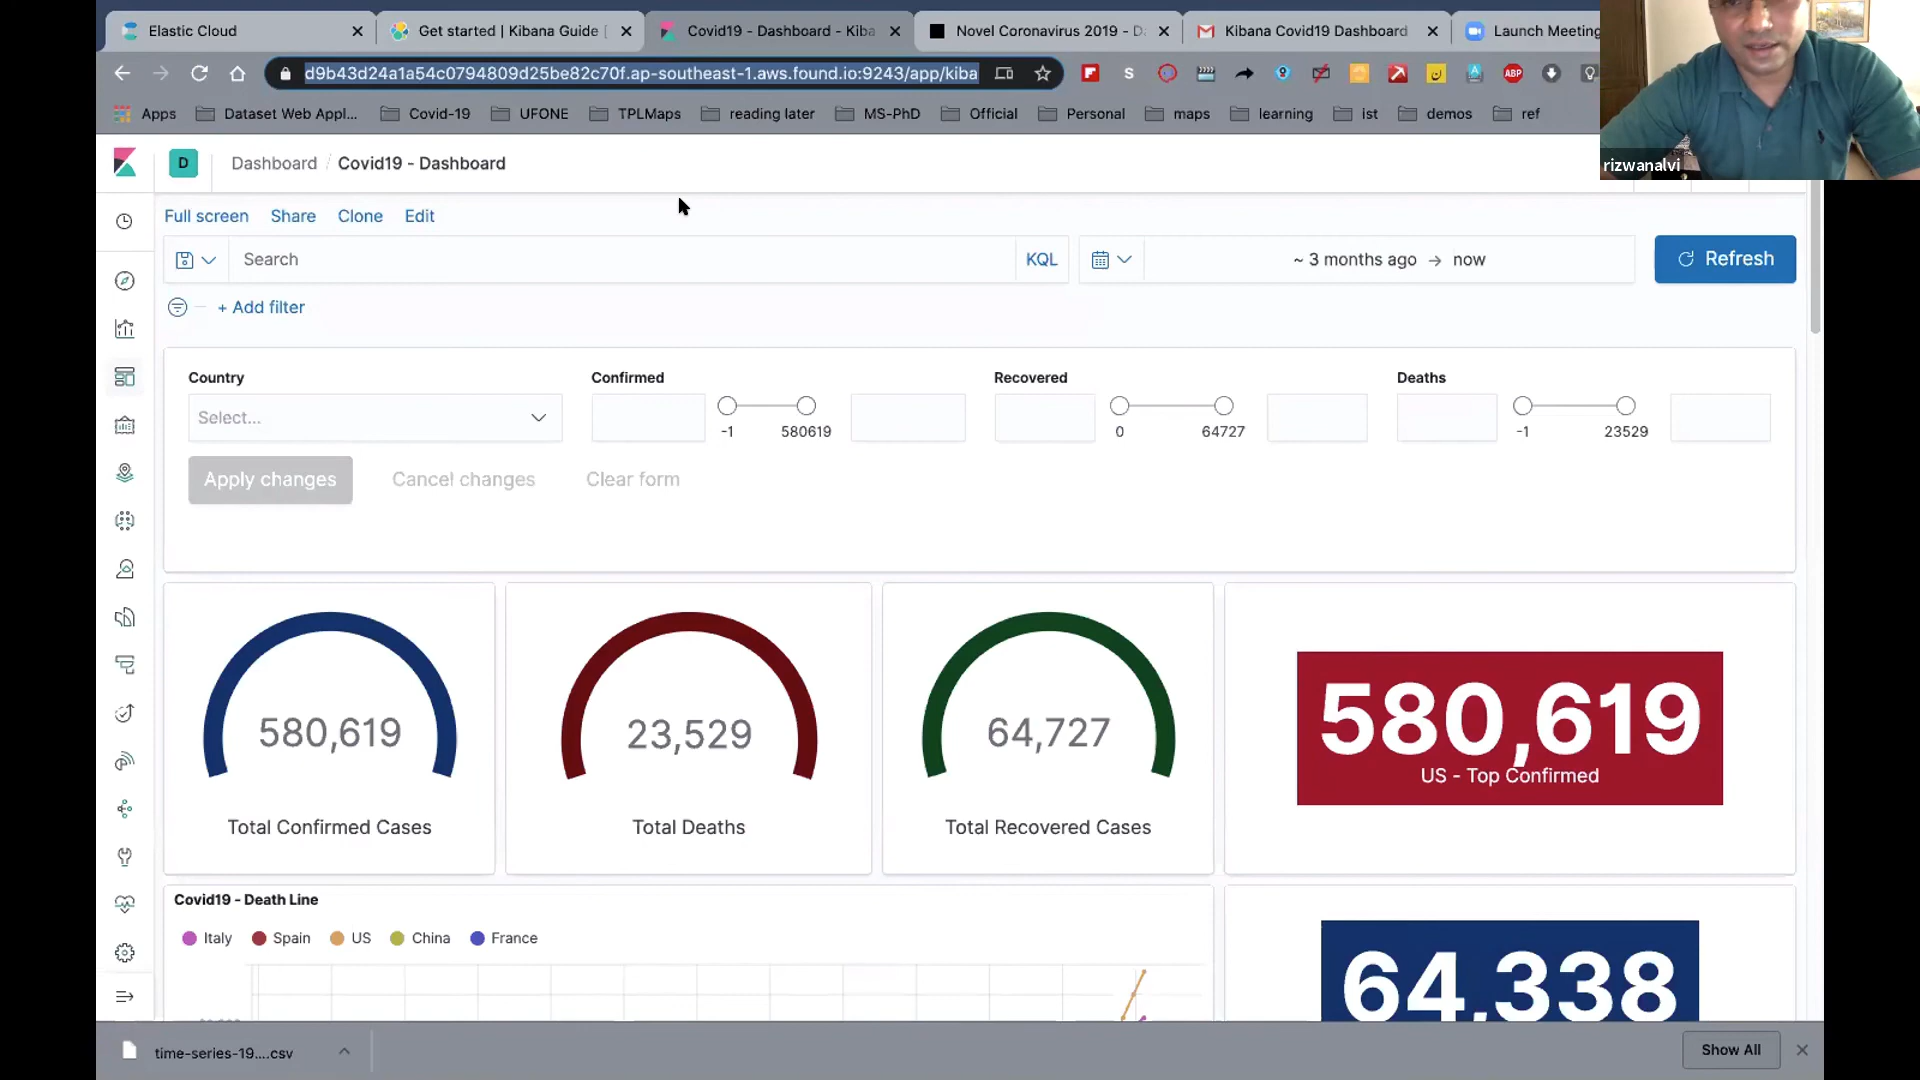 Elastic Cloud
Get started | Kibana Guide [
Covid19 - Dashboard - Kiba
Novel Coronavirus 2019 - D
Kibana Covid19 Dashboard
Launch Meeting
d9b43d24a1a54c0794809d25be82c70f.ap-southeast-1.aws.found.io:9243/app/kiba
S
ABP
Apps
Dataset Web Appl...
Covid-19
UFONE
TPLMaps
reading later
MS-PhD
Official
Personal
maps
learning
ist
demos
ref
rizwanalvi
D
Dashboard / Covid19 - Dashboard
Full screen
Share
Clone
Edit
Search
KQL
~ 3 months ago → now
Refresh
+ Add filter
Country
Confirmed
Recovered
Deaths
Select...
-1
580619
0
64727
-1
23529
Apply changes
Cancel changes
Clear form
580,619
Total Confirmed Cases
23,529
Total Deaths
64,727
Total Recovered Cases
580,619
US - Top Confirmed
Covid19 - Death Line
Italy
Spain
US
China
France
64,338
time-series-19....csv
Show All